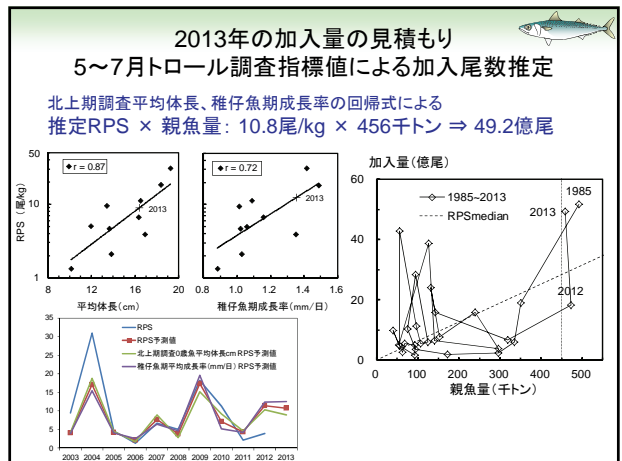 2013年の加入量の見積もり
5～7月トロール調査指標値による加入尾数推定
北上期調査平均体長、稚仔魚期成長率の回帰式による
推定RPS × 親魚量： 10.8尾/kg × 456千トン ⇒ 49.2億尾
RPS （尾/kg）
50
10
1
r = 0.87
2013
8 12 16 20
平均体長（cm）
r = 0.72
2013
0.8 1.0 1.2 1.4 1.6
稚仔魚期成長率（mm/日）
加入量（億尾）
60
40
20
0
1985~2013
RPSmedian
1985
2013
2012
0 100 200 300 400 500
親魚量（千トン）
35
30
25
20
15
10
5
0
RPS
RPS予測値
北上期調査0歳魚平均体長cm RPS予測値
稚仔魚期平均成長率（mm/日） RPS予測値
2003 2004 2005 2006 2007 2008 2009 2010 2011 2012 2013